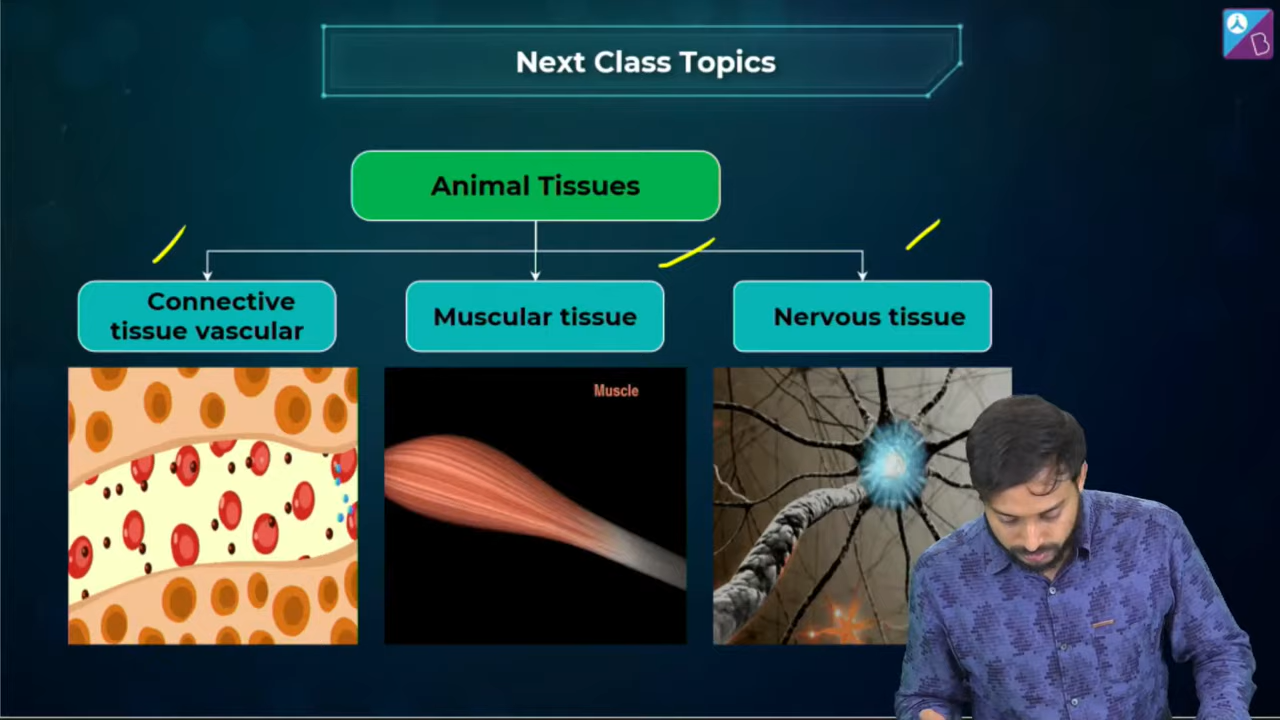 Next Class Topics
Animal Tissues
Connective
tissue vascular
Muscular tissue
Nervous tissue
Muscle
B